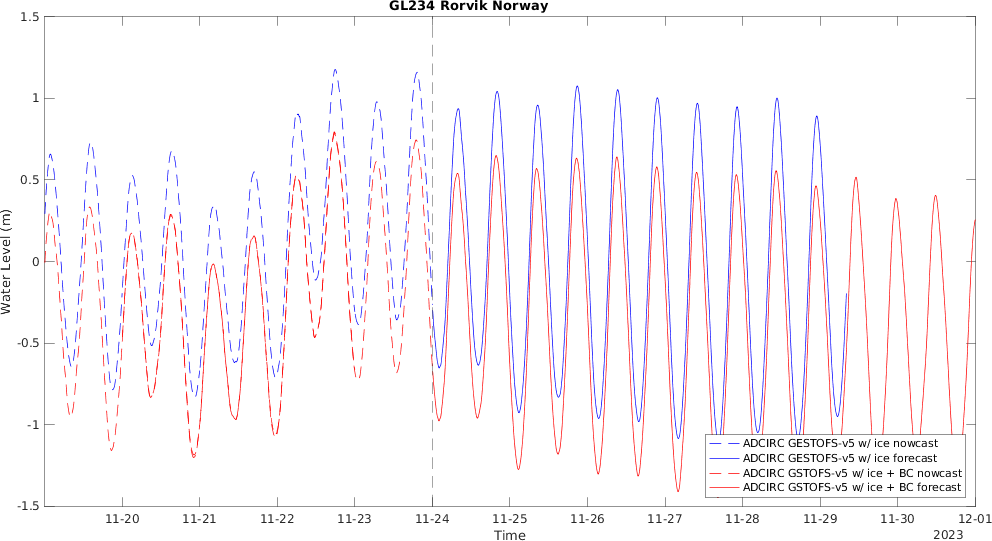 GL234 Rorvik Norway
1.5
1
0.5
0
-0.5
-1
-1.5
Water Level (m)
ADCIRC GESTOFS-v5 w/ ice nowcast
ADCIRC GESTOFS-v5 w/ ice forecast
ADCIRC GSTOFS-v5 w/ ice + BC nowcast
ADCIRC GSTOFS-v5 w/ ice + BC forecast
11-20 11-21 11-22 11-23 11-24 11-25 11-26 11-27 11-28 11-29 11-30 12-01
Time
2023